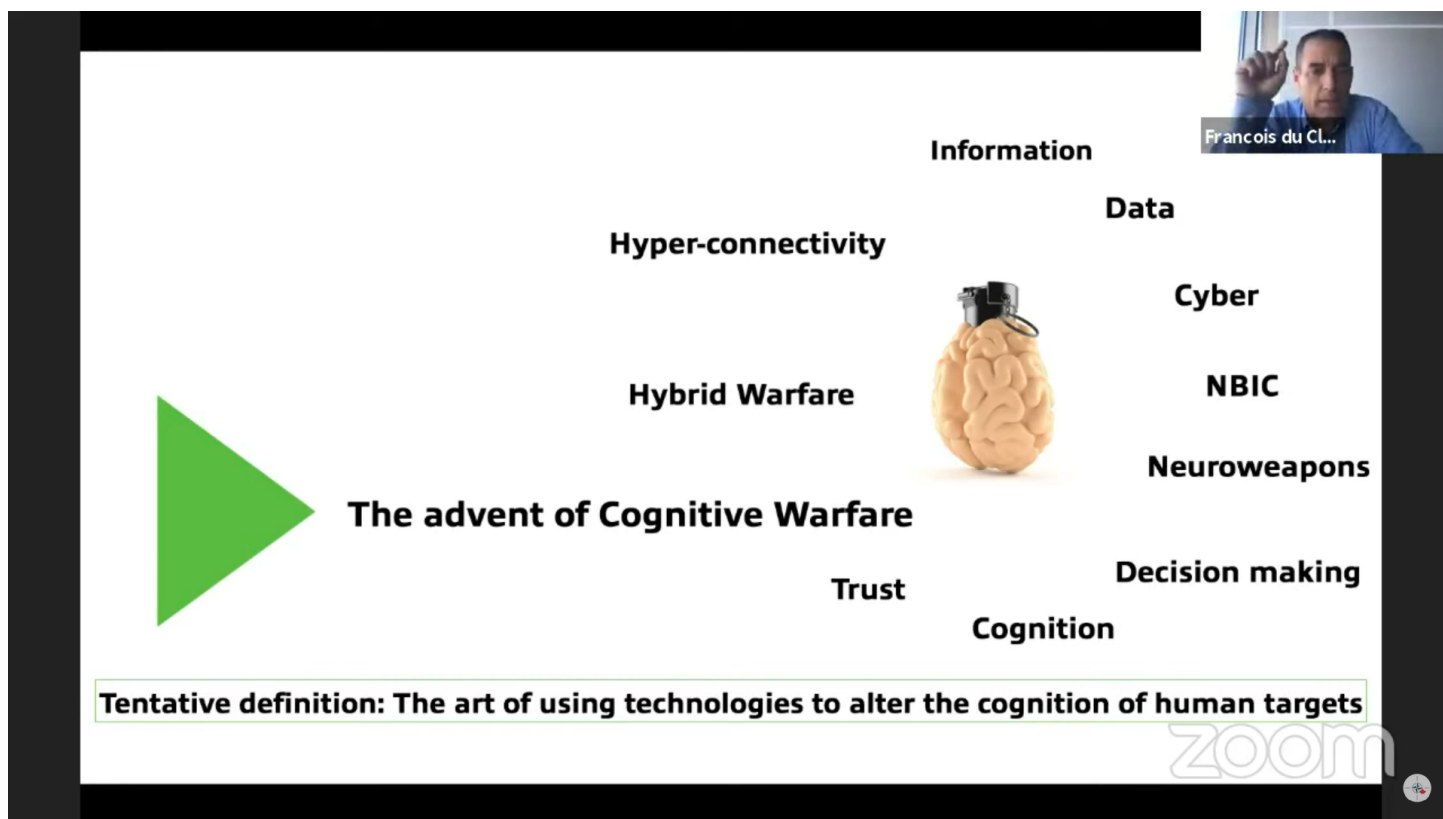 Francois du Cl...
Information
Data
Hyper-connectivity
Cyber
NBIC
Hybrid Warfare
Neuroweapons
The advent of Cognitive Warfare
Decision making
Trust
Cognition
Tentative definition: The art of using technologies to alter the cognition of human targets
zoom